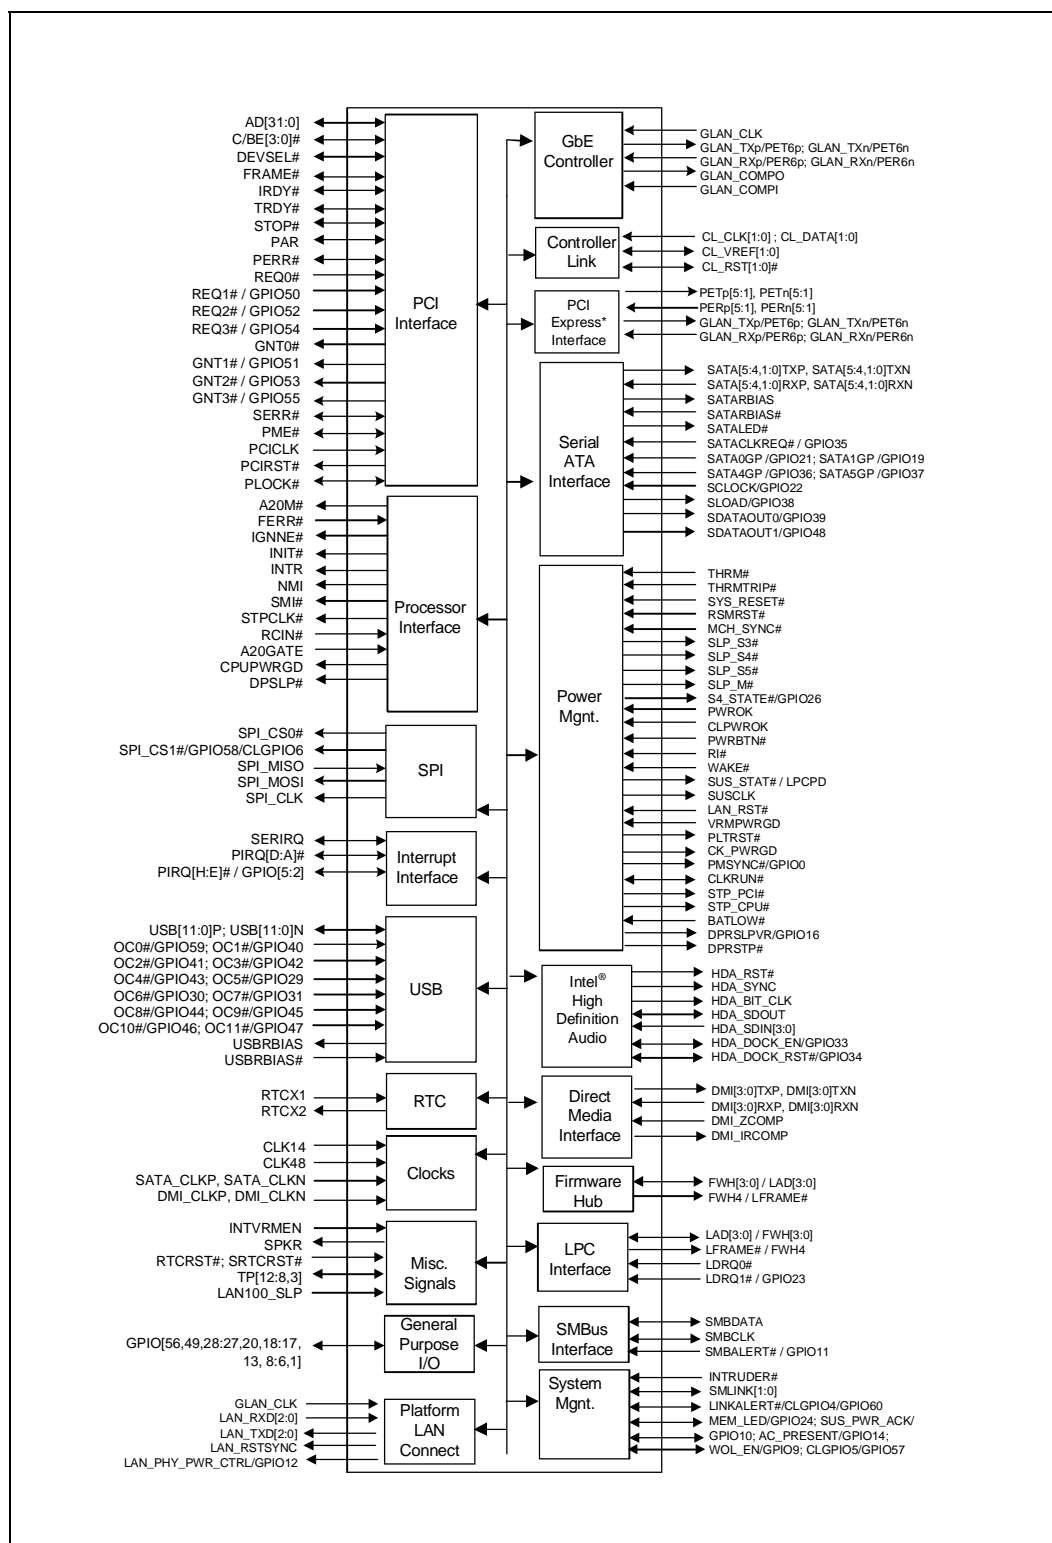 AD[31:0]
C/BE[3:0]#
DEVSEL#
FRAME#
IRDY#
TRDY#
STOP#
PAR
PERR#
REQ0#
REQ1# / GPIO50
REQ2# / GPIO52
REQ3# / GPIO54
GNT0#
GNT1# / GPIO51
GNT2# / GPIO53
GNT3# / GPIO55
SERR#
PME#
PCICLK
PCIRST#
PLOCK#
PCI
Interface
A20M#
FERR#
IGNNE#
INIT#
INTR
NMI
SMI#
STPCLK#
RCIN#
A20GATE
CPUPWRGD
DPSLP#
Processor
Interface
SPI_CS0#
SPI_CS1#/GPIO58/CLGPIO6
SPI_MISO
SPI_MOSI
SPI_CLK
SPI
SERIRQ
PIRQ[D:A]#
PIRQ[H:E]# / GPIO[5:2]
Interrupt
Interface
USB[11:0]P; USB[11:0]N
OC0#/GPIO59; OC1#/GPIO40
OC2#/GPIO41; OC3#/GPIO42
OC4#/GPIO43; OC5#/GPIO29
OC6#/GPIO30; OC7#/GPIO31
OC8#/GPIO44; OC9#/GPIO45
OC10#/GPIO46; OC11#/GPIO47
USBRBIAS
USBRBIAS#
USB
RTCX1
RTCX2
RTC
CLK14
CLK48
SATA_CLKP, SATA_CLKN
DMI_CLKP, DMI_CLKN
Clocks
INTVRMEN
SPKR
RTCRST#; SRTCRST#
TP[12:8,3]
LAN100_SLP
Misc.
Signals
GPIO[56,49,28:27,20,18:17,
13, 8:6,1]
General
Purpose
I/O
GLAN_CLK
LAN_RXD[2:0]
LAN_TXD[2:0]
LAN_RSTSYNC
LAN_PHY_PWR_CTRL/GPIO12
Platform
LAN
Connect
GbE
Controller
GLAN_CLK
GLAN_TXp/PET6p; GLAN_TXn/PET6n
GLAN_RXp/PER6p; GLAN_RXn/PER6n
GLAN_COMPO
GLAN_COMPI
Controller
Link
CL_CLK[1:0] ; CL_DATA[1:0]
CL_VREF[1:0]
CL_RST[1:0]#
PCI
Express*
Interface
PETp[5:1], PETn[5:1]
PERp[5:1], PERn[5:1]
GLAN_TXp/PET6p; GLAN_TXn/PET6n
GLAN_RXp/PER6p; GLAN_RXn/PER6n
Serial
ATA
Interface
SATA[5:4,1:0]TXP, SATA[5:4,1:0]TXN
SATA[5:4,1:0]RXP, SATA[5:4,1:0]RXN
SATARBIAS
SATARBIAS#
SATALED#
SATACLKREQ# / GPIO35
SATA0GP /GPIO21; SATA1GP /GPIO19
SATA4GP /GPIO36; SATA5GP /GPIO37
SCLOCK/GPIO22
SLOAD/GPIO38
SDATAOUT0/GPIO39
SDATAOUT1/GPIO48
Power
Mgnt.
THRM#
THRMTRIP#
SYS_RESET#
RSMRST#
MCH_SYNC#
SLP_S3#
SLP_S4#
SLP_S5#
SLP_M#
S4_STATE#/GPIO26
PWROK
CLPWROK
PWRBTN#
RI#
WAKE#
SUS_STAT# / LPCPD
SUSCLK
LAN_RST#
VRMPWRGD
PLTRST#
CK_PWRGD
PMSYNC#/GPIO0
CLKRUN#
STP_PCI#
STP_CPU#
BATLOW#
DPRSLPVR/GPIO16
DPRSTP#
Intel®
High
Definition
Audio
HDA_RST#
HDA_SYNC
HDA_BIT_CLK
HDA_SDOUT
HDA_SDIN[3:0]
HDA_DOCK_EN/GPIO33
HDA_DOCK_RST#/GPIO34
Direct
Media
Interface
DMI[3:0]TXP, DMI[3:0]TXN
DMI[3:0]RXP, DMI[3:0]RXN
DMI_ZCOMP
DMI_IRCOMP
Firmware
Hub
FWH[3:0] / LAD[3:0]
FWH4 / LFRAME#
LPC
Interface
LAD[3:0] / FWH[3:0]
LFRAME# / FWH4
LDRQ0#
LDRQ1# / GPIO23
SMBus
Interface
SMBDATA
SMBCLK
SMBALERT# / GPIO11
System
Mgnt.
INTRUDER#
SMLINK[1:0]
LINKALERT#/CLGPIO4/GPIO60
MEM_LED/GPIO24; SUS_PWR_ACK/
GPIO10; AC_PRESENT/GPIO14;
WOL_EN/GPIO9; CLGPIO5/GPIO57